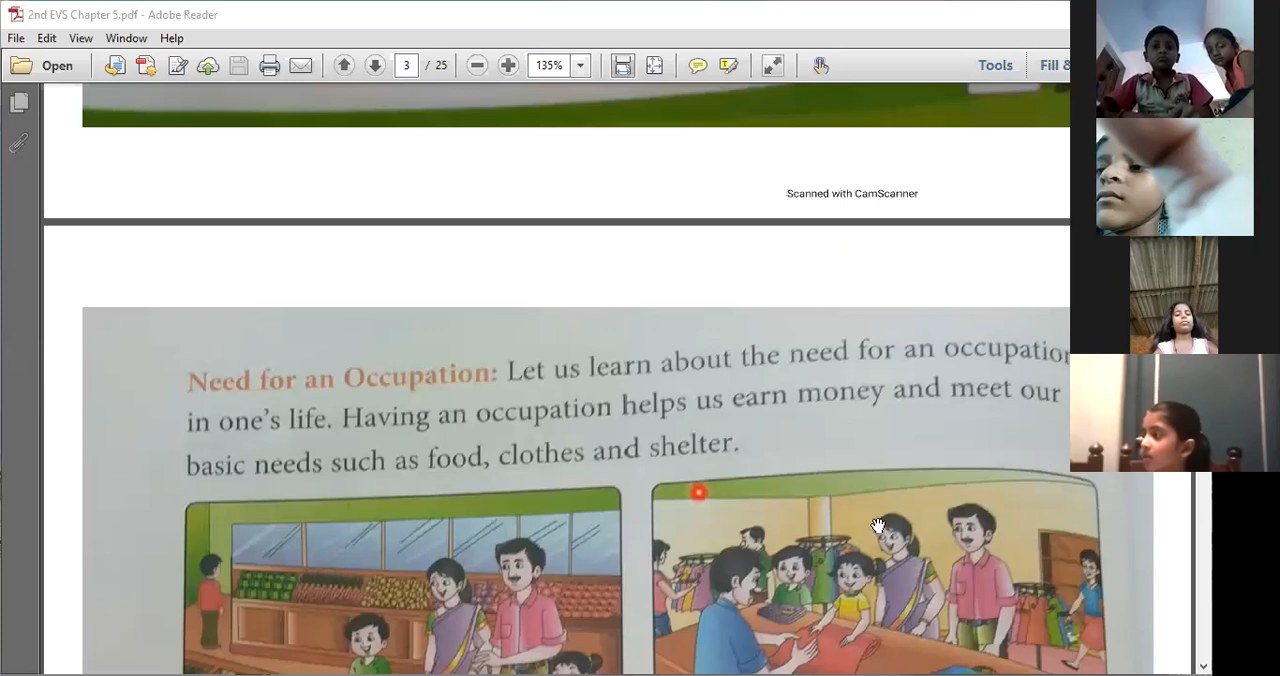 2nd EVS Chapter 5.pdf - Adobe Reader
File Edit View Window Help
Open 3 / 25 135% Tools Fill &
Scanned with CamScanner
Need for an Occupation: Let us learn about the need for an occupation
in one's life. Having an occupation helps us earn money and meet our
basic needs such as food, clothes and shelter.